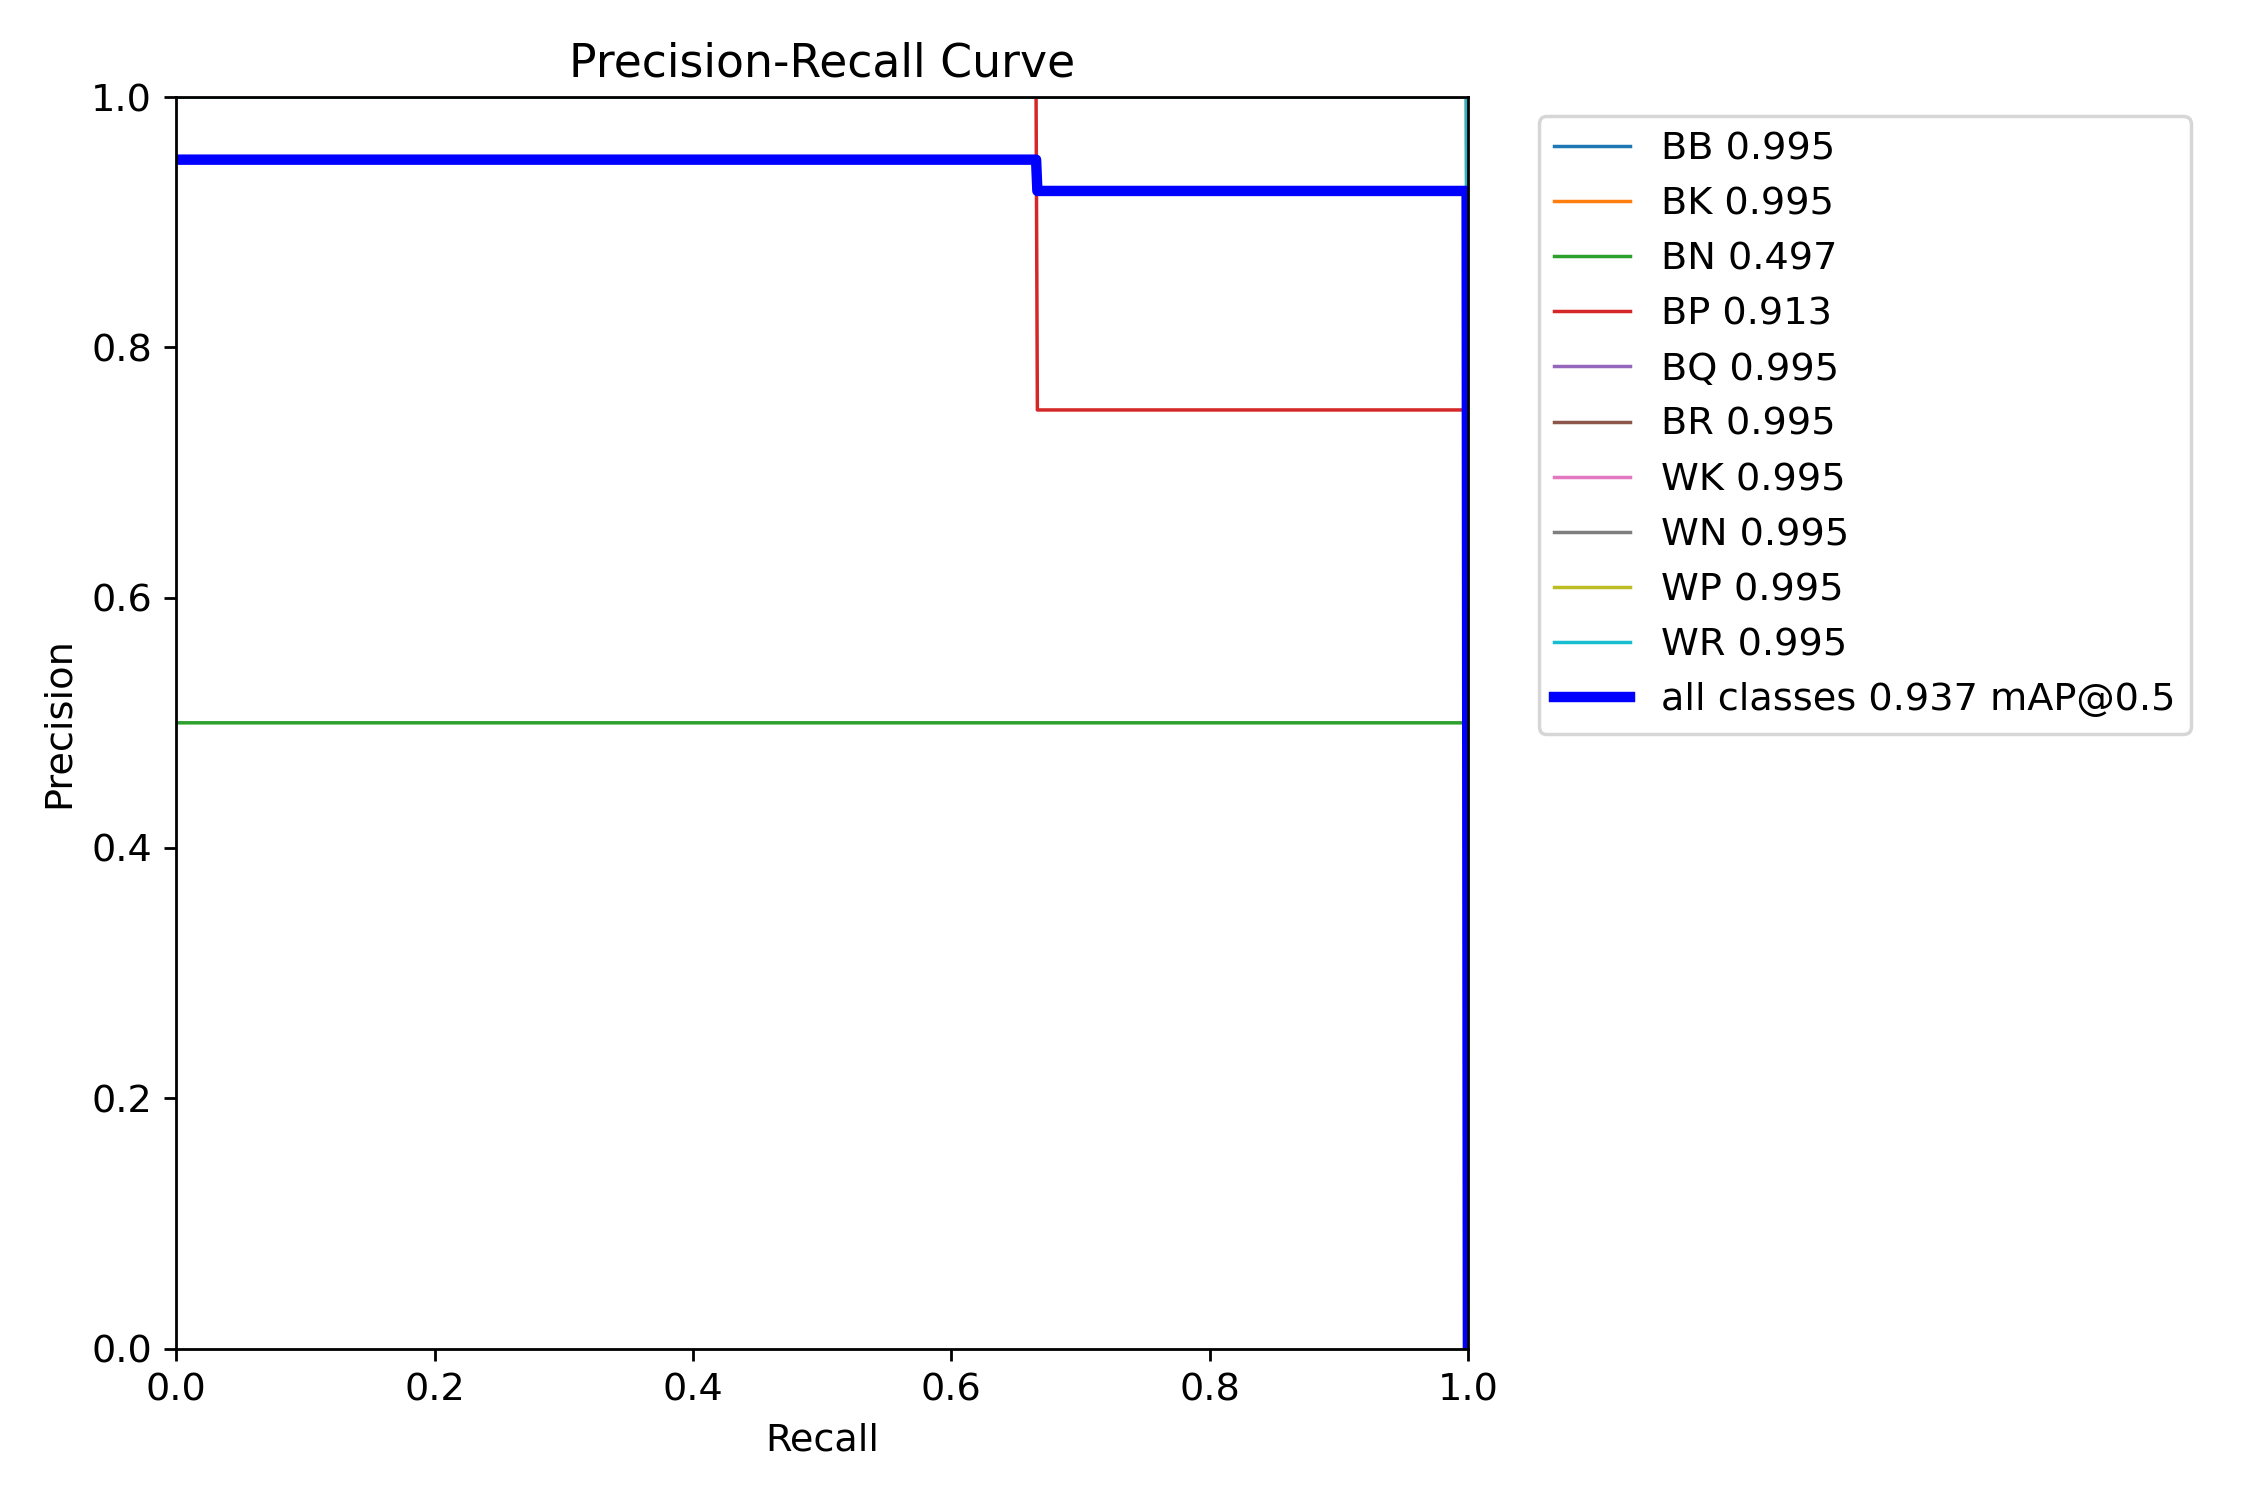 Precision-Recall Curve
1.0
0.8
0.6
0.4
0.2
0.0
Precision
0.0 0.2 0.4 0.6 0.8 1.0
Recall
BB 0.995
BK 0.995
BN 0.497
BP 0.913
BQ 0.995
BR 0.995
WK 0.995
WN 0.995
WP 0.995
WR 0.995
all classes 0.937 mAP@0.5